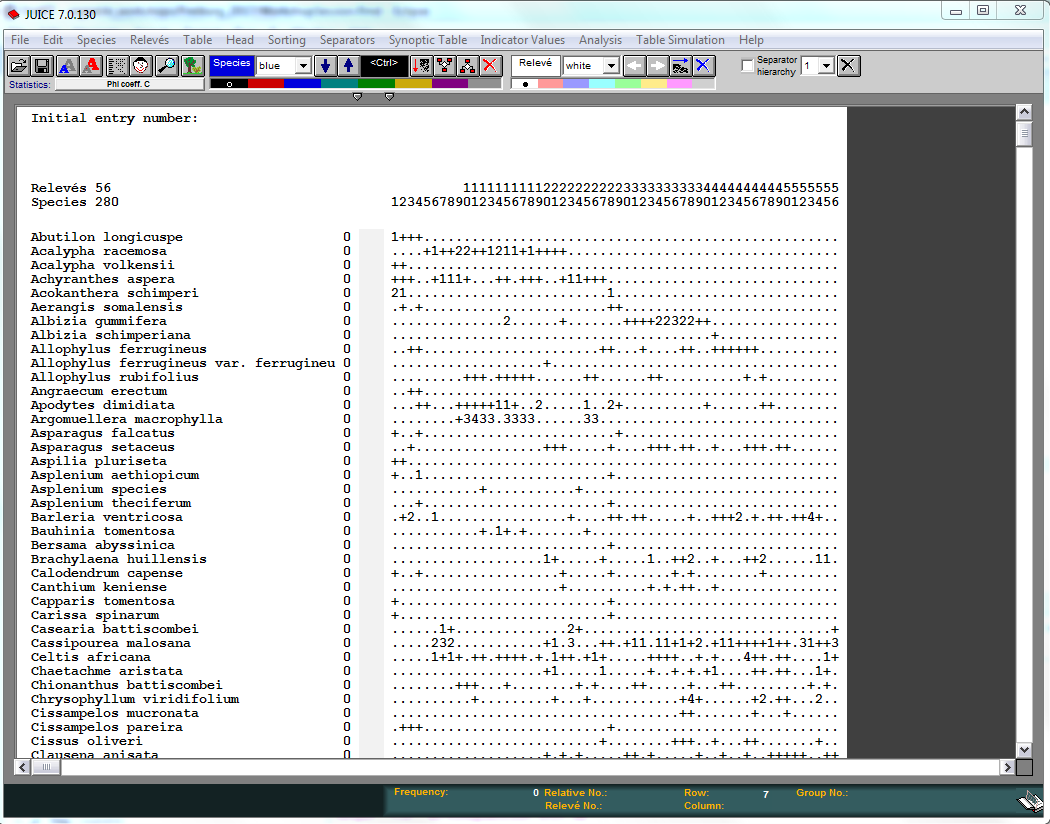 JUICE 7.0.130
File Edit Species Relevés Table Head Sorting Separators Synoptic Table Indicator Values Analysis Table Simulation Help
Species blue <Ctrl> Relevé white Separator hierarchy 1
Statistics: Phi coeff. C
Initial entry number:
Relevés 56 11111111112222222222333333333344444444445555555
Species 280 12345678901234567890123456789012345678901234567890123456
Abutilon longicuspe 0 1+++....................................................
Acalypha racemosa 0 ....+1++22++1211+1++++..................................
Acalypha volkensii 0 ++......................................................
Achyranthes aspera 0 +++..+111+...++.+++..+11+++.............................
Acokanthera schimperi 0 21.........................1............................
Aerangis somalensis 0 .+.+.......................++...........................
Albizia gummifera 0 ..............2......+.......++++22322++................
Albizia schimperiana 0 ........................................+...............
Allophylus ferrugineus 0 ..++......................++...+....++..++++++..........
Allophylus ferrugineus var. ferrugineu 0 ...................+....................................
Allophylus rubifolius 0 .........+++.+++++......++......++..........+.+.........
Angraecum erectum 0 ..++....................................................
Apodytes dimidiata 0 ...++...+++++11+..2.....1..2+..........+......++........
Argomuellera macrophylla 0 ........+3433.3333......33..............................
Asparagus falcatus 0 +..+........................+...........................
Asparagus setaceus 0 ..+................+++.....+....+++.++...+++.++.........
Aspilia pluriseta 0 ++......................................................
Asplenium aethiopicum 0 +..1.......................+............................
Asplenium species 0 ...........+...........+................................
Asplenium theciferum 0 ...+.......................+............................
Barleria ventricosa 0 .+2..1................+....++.++.....+..+++2.+.++.++4+..
Bauhinia tomentosa 0 ...........+.1+.+.......+...............................
Bersama abyssinica 0 ...........................+............................
Brachylaena huillensis 0 ...................1+.....+.....1..++2..+....++2......11.
Calodendrum capense 0 +..+.................+.....+.......+.+........+.........
Canthium keniense 0 .....................+..........+.+.++..+...............
Capparis tomentosa 0 +..........................+............................
Carissa spinarum 0 +..........................+............................
Casearia battiscombei 0 ......1+..............2+...............................+
Cassipourea malosana 0 .....232...........+1.3...++.+11.11+1+2.+11++++1++.31++3
Celtis africana 0 .....1+1+.++.++++.+.1++.+1+.....++++..+.+...4++.++....1+
Chaetachme aristata 0 ...................+1.....1.....+..+.+.+1....++.++...1+.
Chionanthus battiscombei 0 ........+++...+........+.+....++.....+....++........+.+.
Chrysophyllum viridifolium 0 ..........+.........+...............+4+......+2.++...2..
Cissampelos mucronata 0 ....................................++.......+...+......
Cissampelos pareira 0 .+++.......................+............................
Cissus oliveri 0 ..........................+........+++..+...++.......+..
Clausena anisata 0 ...................+.+.+.....++.+.....+..+.+..+++++..++.
Frequency: 0 Relative No.: Row: 7 Group No.:
Relevé No.: Column: